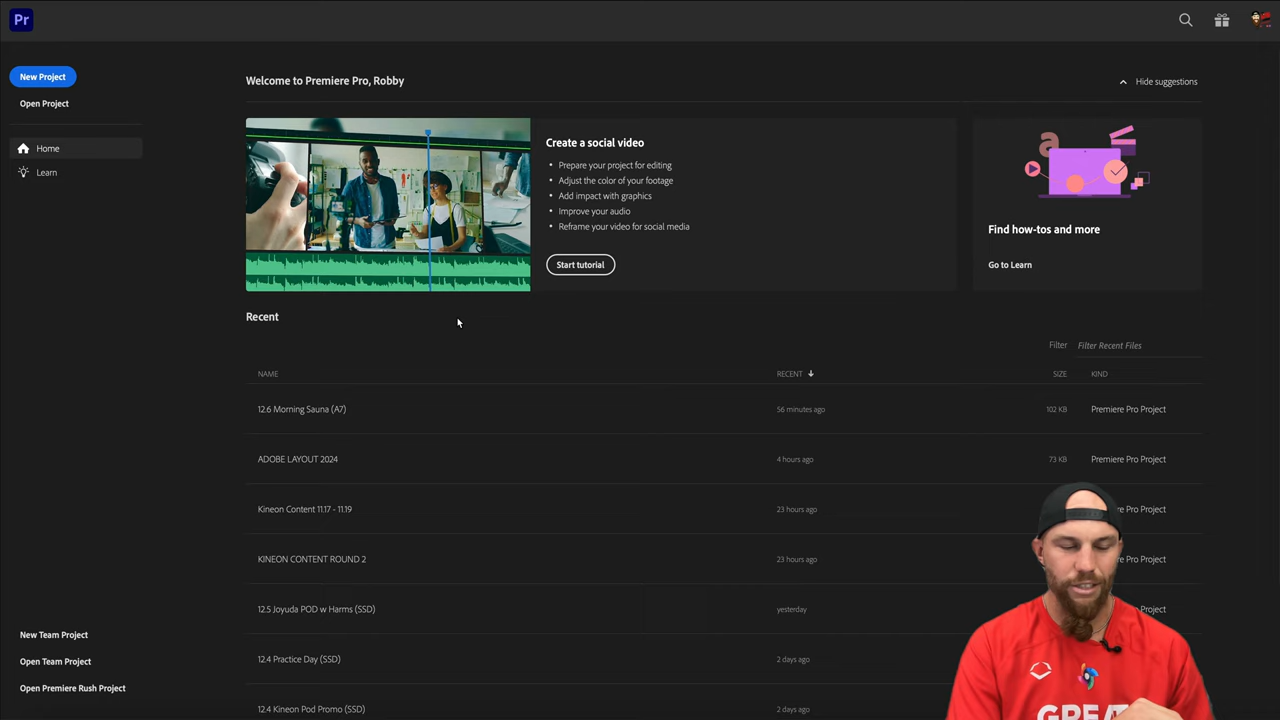 Pr
New Project
Open Project
Home
Learn
New Team Project
Open Team Project
Open Premiere Rush Project
Welcome to Premiere Pro, Robby
Hide suggestions
Create a social video
• Prepare your project for editing
• Adjust the color of your footage
• Add impact with graphics
• Improve your audio
• Reframe your video for social media
Start tutorial
Find how-tos and more
Go to Learn
Recent
Filter Filter Recent Files
NAME RECENT SIZE KIND
12.6 Morning Sauna (A7) 56 minutes ago 102 KB Premiere Pro Project
ADOBE LAYOUT 2024 4 hours ago 73 KB Premiere Pro Project
Kineon Content 11.17 - 11.19 23 hours ago Pro Project
KINEON CONTENT ROUND 2 23 hours ago Pro Project
12.5 Joyuda POD w Harms (SSD) yesterday Project
12.4 Practice Day (SSD) 2 days ago
12.4 Kineon Pod Promo (SSD) 2 days ago